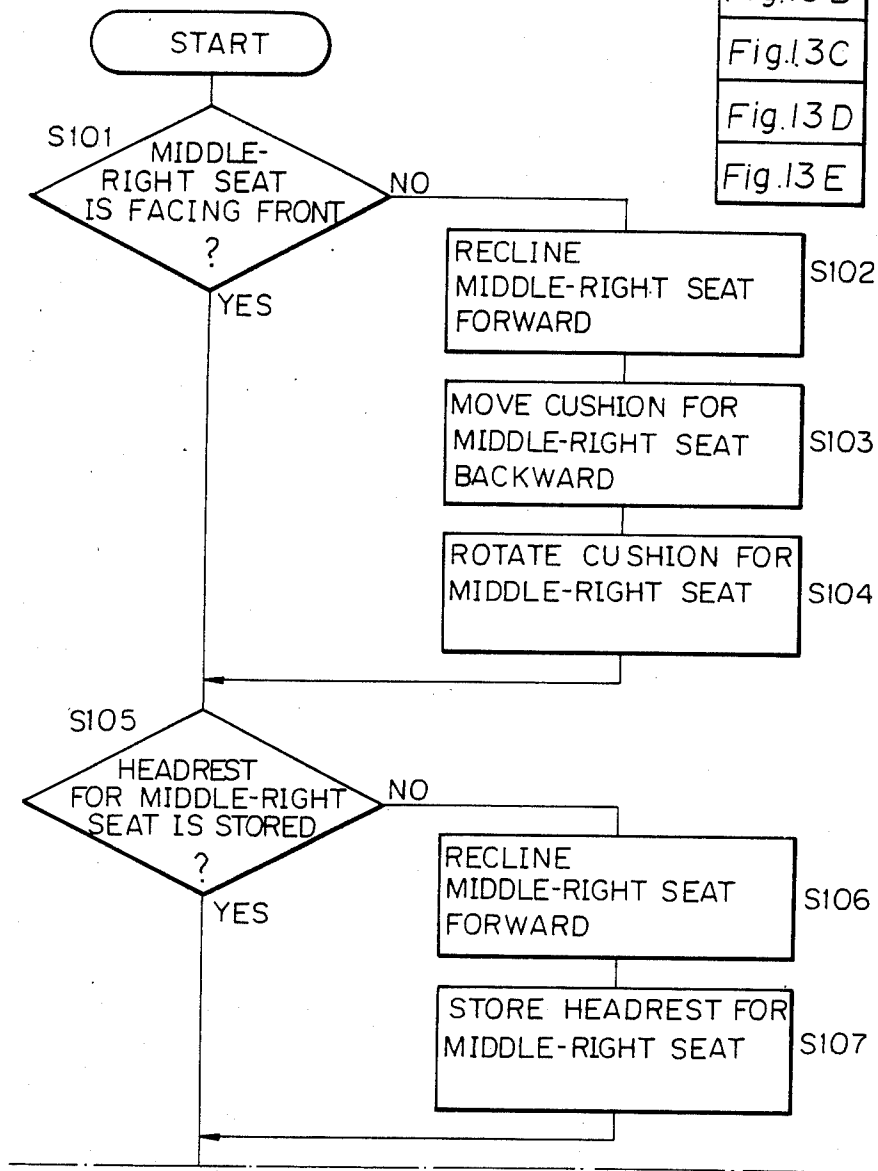 START
Fig.13C
Fig.13D
Fig.13E
S101
MIDDLE-
RIGHT SEAT
IS FACING FRONT
?
NO
YES
RECLINE
MIDDLE-RIGHT SEAT
FORWARD
S102
MOVE CUSHION FOR
MIDDLE-RIGHT SEAT
BACKWARD
S103
ROTATE CUSHION FOR
MIDDLE-RIGHT SEAT
S104
S105
HEADREST
FOR MIDDLE-RIGHT
SEAT IS STORED
?
NO
YES
RECLINE
MIDDLE-RIGHT SEAT
FORWARD
S106
STORE HEADREST FOR
MIDDLE-RIGHT SEAT
S107